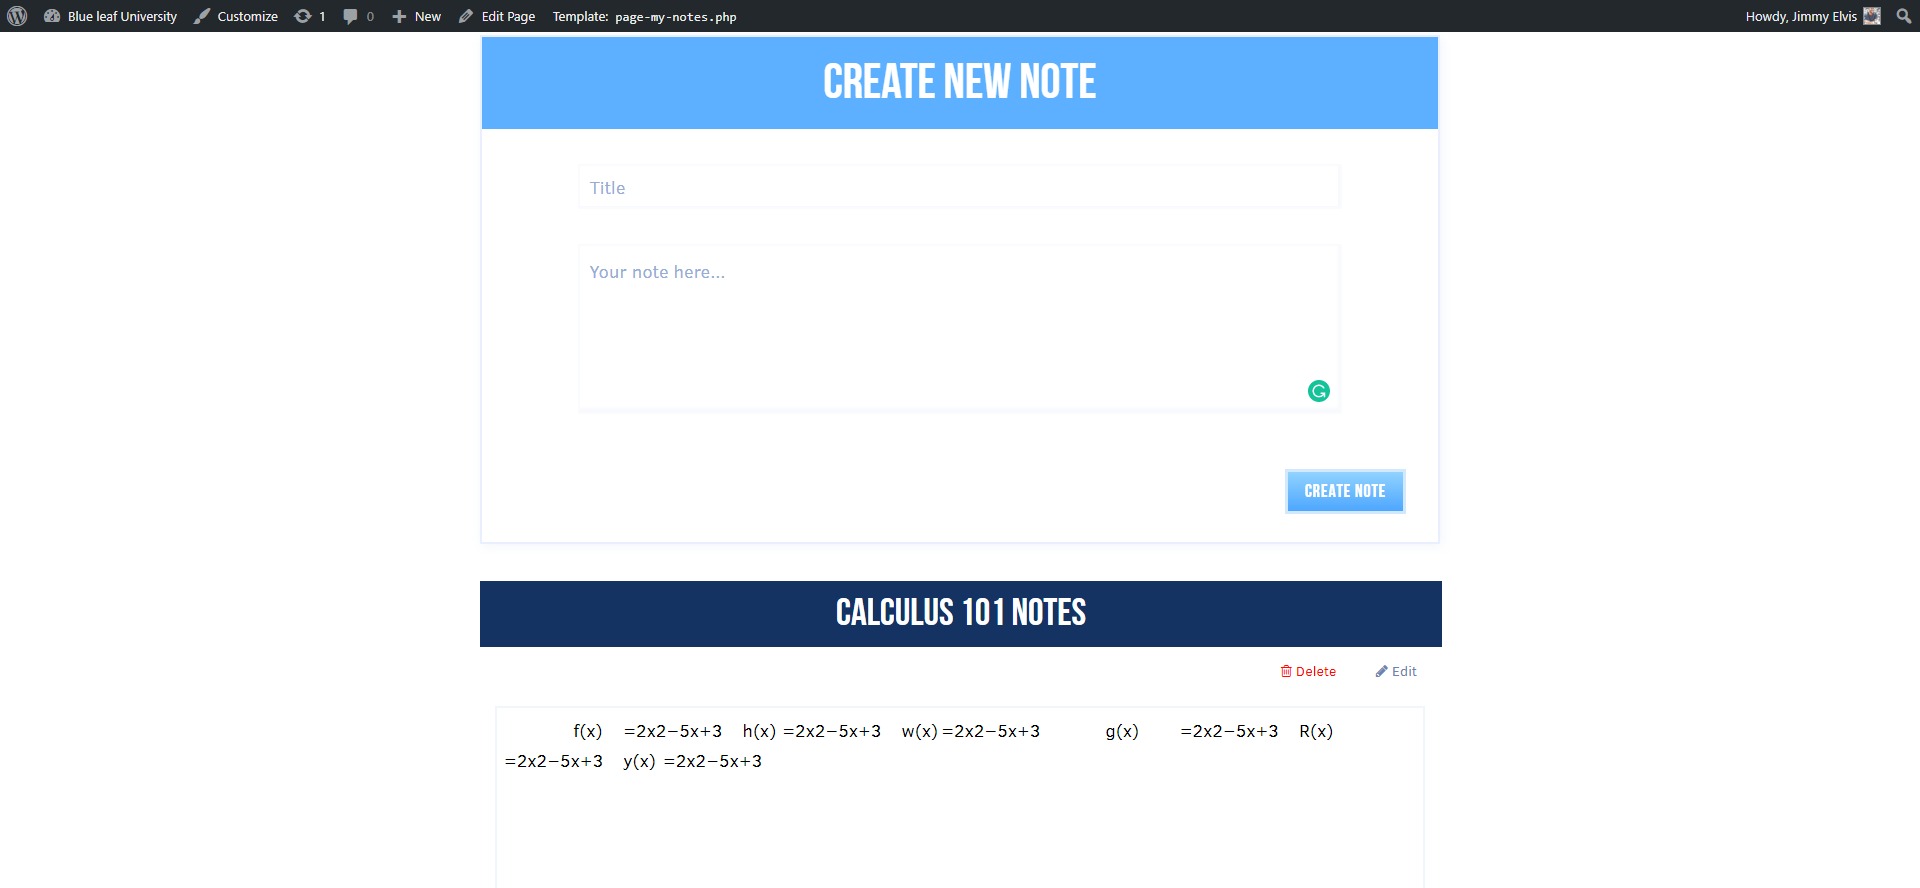 Blue leaf University Customize 1 0 New Edit Page Template: page-my-notes.php Howdy, Jimmy Elvis
CREATE NEW NOTE
Title
Your note here...
CREATE NOTE
CALCULUS 101 NOTES
Delete Edit
f(x) =2x2−5x+3 h(x) =2x2−5x+3 w(x) =2x2−5x+3 g(x) =2x2−5x+3 R(x)
=2x2−5x+3 y(x) =2x2−5x+3